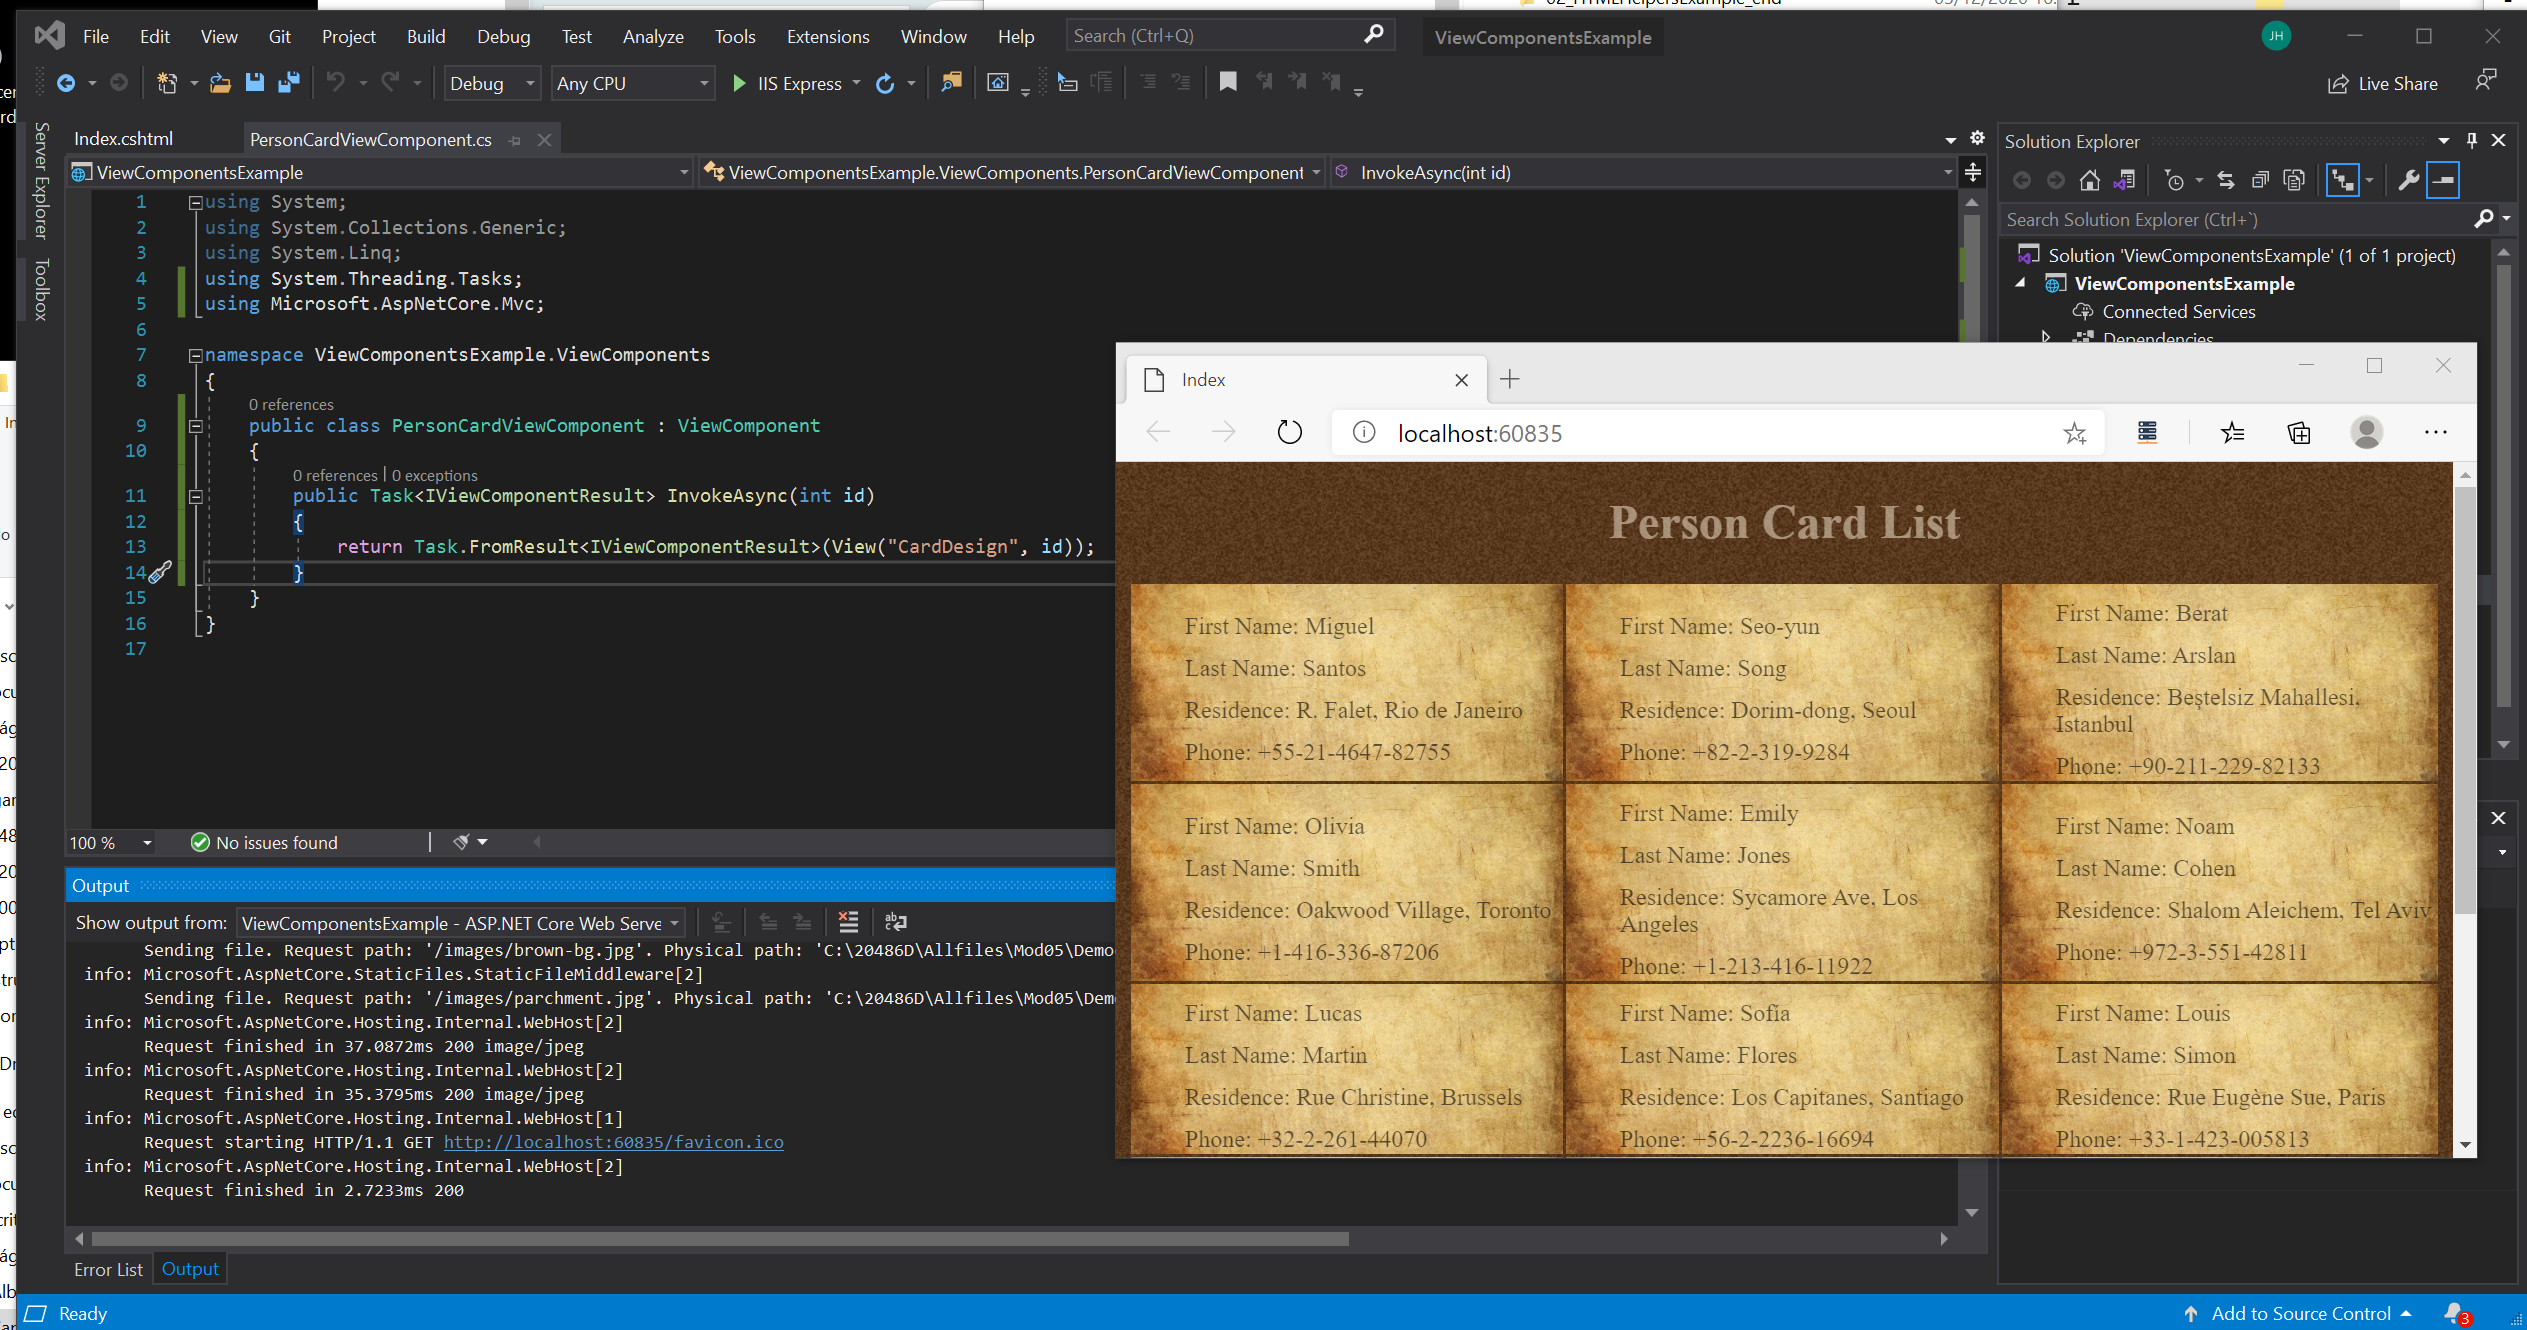 File Edit View Git Project Build Debug Test Analyze Tools Extensions Window Help Search (Ctrl+Q) ViewComponentsExample JH
Debug Any CPU IIS Express Live Share
Server Explorer
Toolbox
Index.cshtml PersonCardViewComponent.cs
ViewComponentsExample ViewComponentsExample.ViewComponents.PersonCardViewComponent InvokeAsync(int id)
1 using System;
2 using System.Collections.Generic;
3 using System.Linq;
4 using System.Threading.Tasks;
5 using Microsoft.AspNetCore.Mvc;
6
7 namespace ViewComponentsExample.ViewComponents
8 {
0 references
9 public class PersonCardViewComponent : ViewComponent
10 {
0 references | 0 exceptions
11 public Task<IViewComponentResult> InvokeAsync(int id)
12 {
13 return Task.FromResult<IViewComponentResult>(View("CardDesign", id));
14 }
15 }
16 }
17
100 % No issues found
Output
Show output from: ViewComponentsExample - ASP.NET Core Web Serve
Sending file. Request path: '/images/brown-bg.jpg'. Physical path: 'C:\20486D\Allfiles\Mod05\Demo
info: Microsoft.AspNetCore.StaticFiles.StaticFileMiddleware[2]
Sending file. Request path: '/images/parchment.jpg'. Physical path: 'C:\20486D\Allfiles\Mod05\Dem
info: Microsoft.AspNetCore.Hosting.Internal.WebHost[2]
Request finished in 37.0872ms 200 image/jpeg
info: Microsoft.AspNetCore.Hosting.Internal.WebHost[2]
Request finished in 35.3795ms 200 image/jpeg
info: Microsoft.AspNetCore.Hosting.Internal.WebHost[1]
Request starting HTTP/1.1 GET http://localhost:60835/favicon.ico
info: Microsoft.AspNetCore.Hosting.Internal.WebHost[2]
Request finished in 2.7233ms 200
Error List Output
Ready Add to Source Control 3
Solution Explorer
Search Solution Explorer (Ctrl+`)
Solution 'ViewComponentsExample' (1 of 1 project)
ViewComponentsExample
Connected Services
Dependencies
Index
localhost:60835
Person Card List
First Name: Miguel
Last Name: Santos
Residence: R. Falet, Rio de Janeiro
Phone: +55-21-4647-82755
First Name: Seo-yun
Last Name: Song
Residence: Dorim-dong, Seoul
Phone: +82-2-319-9284
First Name: Berat
Last Name: Arslan
Residence: Beştelsiz Mahallesi,
Istanbul
Phone: +90-211-229-82133
First Name: Olivia
Last Name: Smith
Residence: Oakwood Village, Toronto
Phone: +1-416-336-87206
First Name: Emily
Last Name: Jones
Residence: Sycamore Ave, Los
Angeles
Phone: +1-213-416-11922
First Name: Noam
Last Name: Cohen
Residence: Shalom Aleichem, Tel Aviv
Phone: +972-3-551-42811
First Name: Lucas
Last Name: Martin
Residence: Rue Christine, Brussels
Phone: +32-2-261-44070
First Name: Sofía
Last Name: Flores
Residence: Los Capitanes, Santiago
Phone: +56-2-2236-16694
First Name: Louis
Last Name: Simon
Residence: Rue Eugène Sue, Paris
Phone: +33-1-423-005813